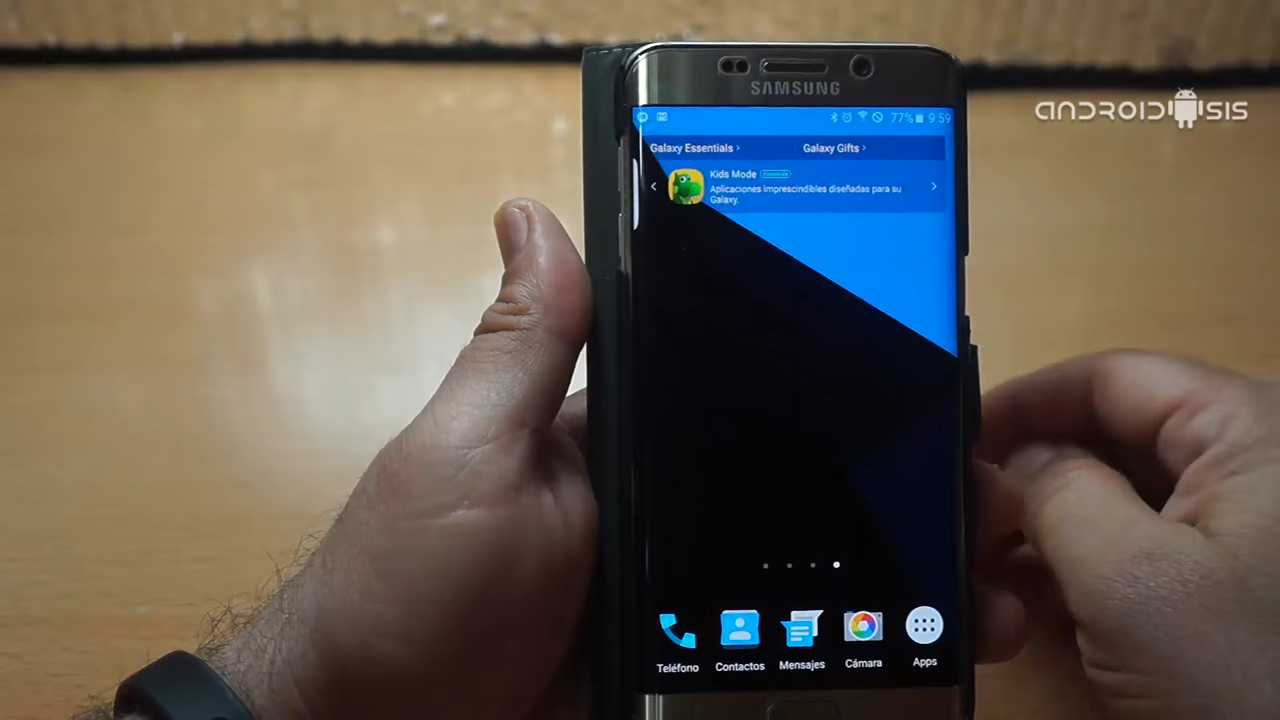 SAMSUNG
ANDROIDSIS
77% 9:59
Galaxy Essentials ›
Galaxy Gifts ›
Kids Mode Essentials
Aplicaciones imprescindibles diseñadas para su
Galaxy.
Teléfono
Contactos
Mensajes
Cámara
Apps